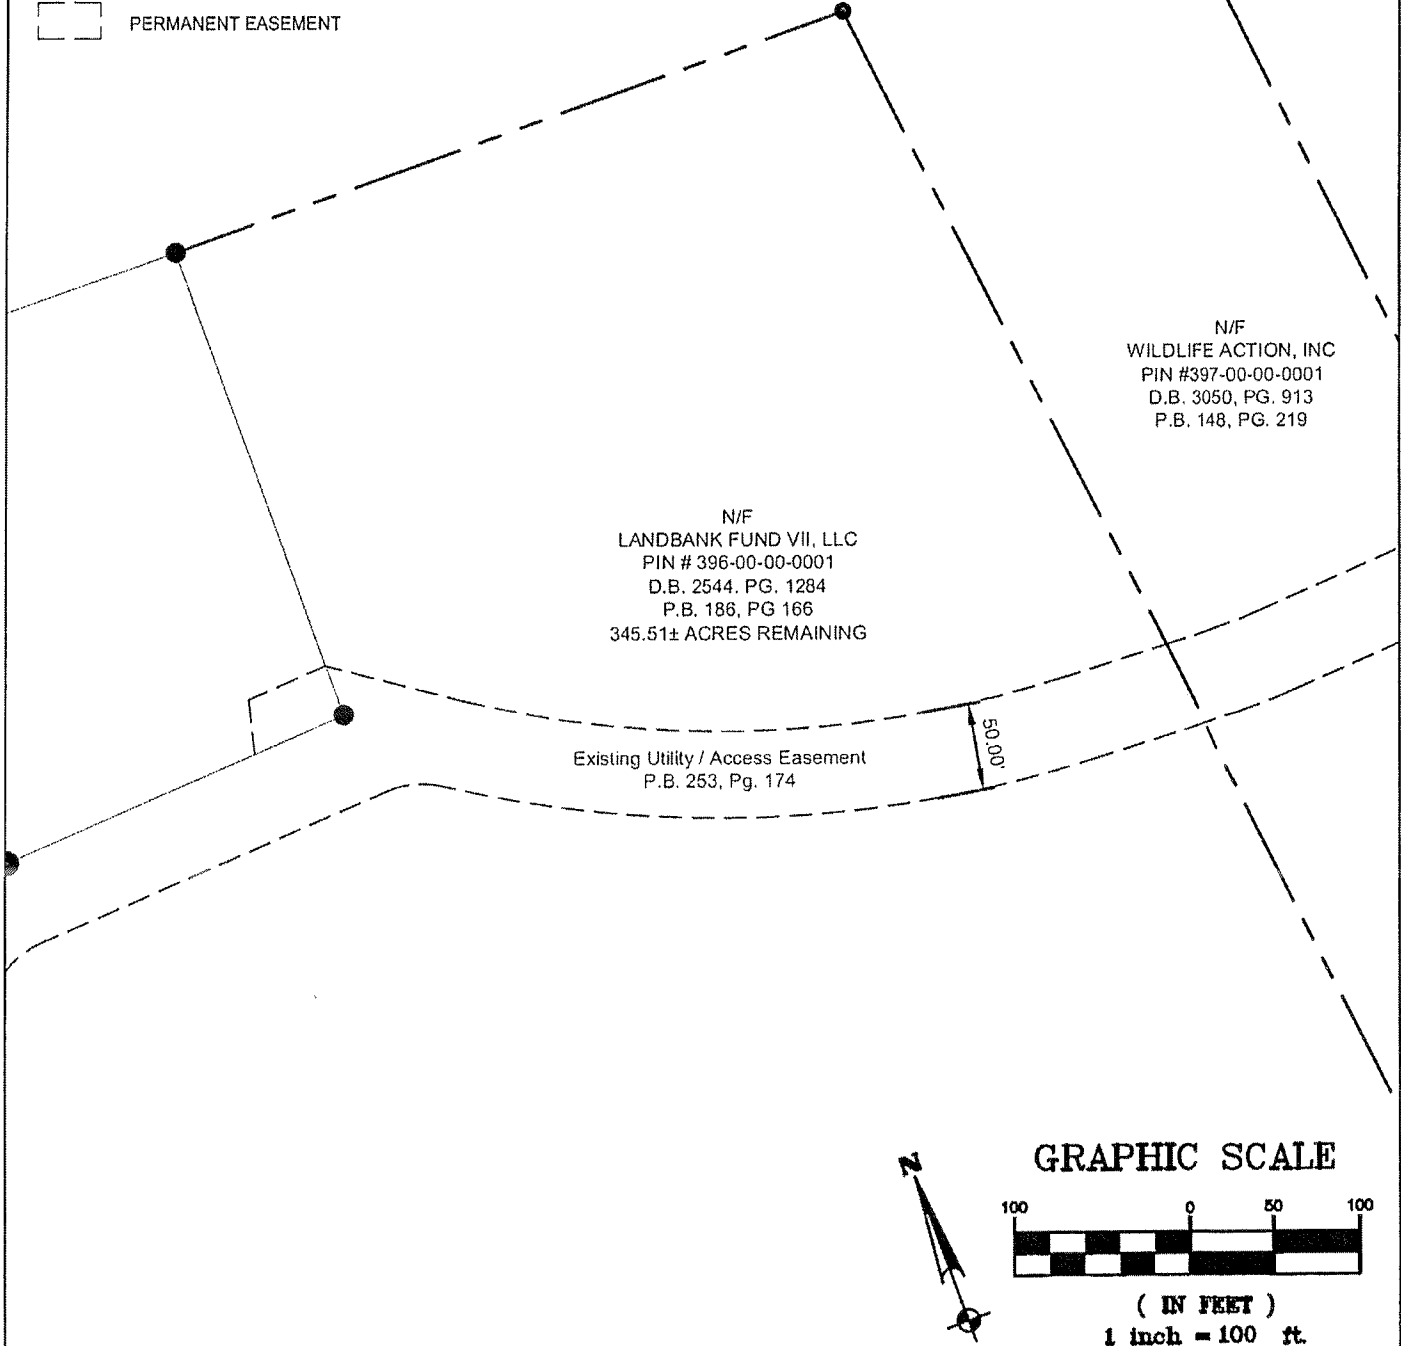 PERMANENT EASEMENT
N/F
WILDLIFE ACTION, INC
PIN #397-00-00-0001
D.B. 3050, PG. 913
P.B. 148, PG. 219
N/F
LANDBANK FUND VII, LLC
PIN # 396-00-00-0001
D.B. 2544. PG. 1284
P.B. 186, PG 166
345.51± ACRES REMAINING
50.00'
Existing Utility / Access Easement
P.B. 253, Pg. 174
N
GRAPHIC SCALE
100 0 50 100
( IN FEET )
1 inch = 100 ft.